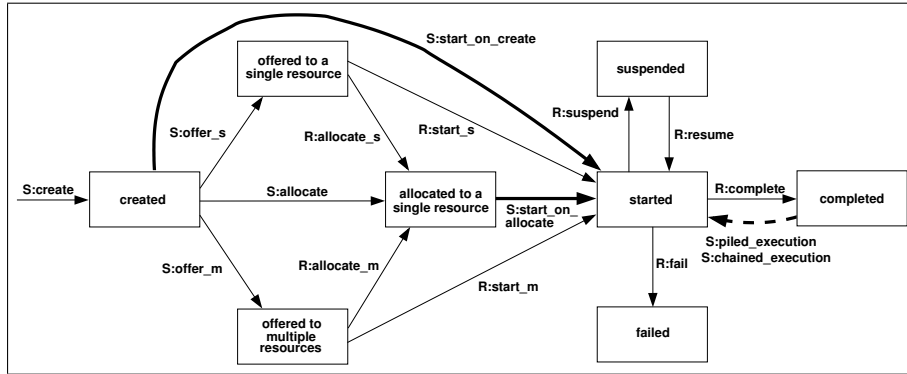 S:start_on_create
offered to a
single resource
suspended
R:suspend
R:start_s
S:offer_s
R:allocate_s
R:resume
S:create
created
S:allocate
allocated to a
single resource
S:start_on_
allocate
started
R:complete
completed
S:piled_execution
S:chained_execution
S:offer_m
R:allocate_m
R:fail
R:start_m
offered to
multiple
resources
failed